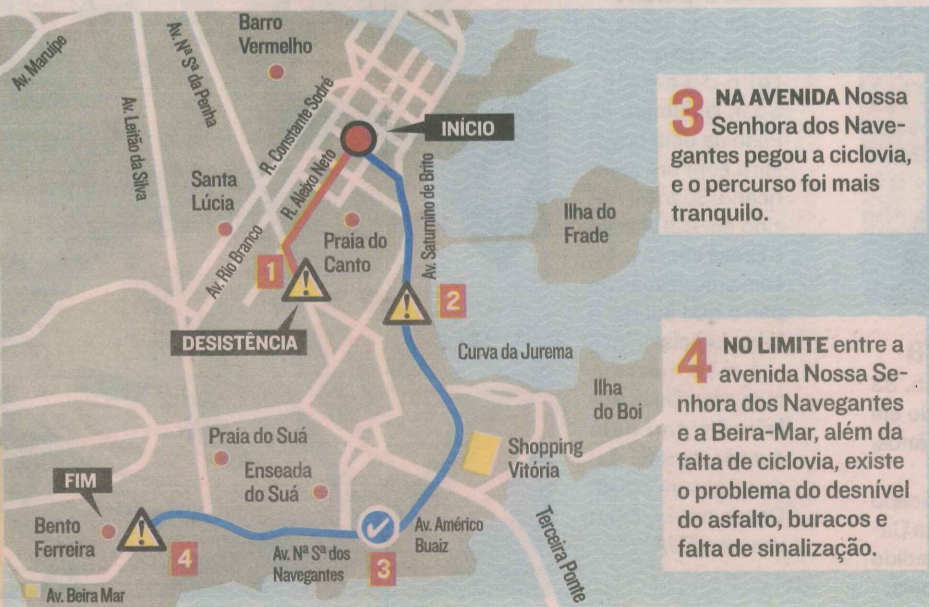 Av. Maruípe
Av. Nª Sª da Penha
Barro
Vermelho
Av. Leitão da Silva
R. Constante Sodré
INÍCIO
R. Aleixo Neto
Santa
Lúcia
Av. Rio Branco
Praia do
Canto
Av. Saturnino de Brito
Ilha do
Frade
1
2
DESISTÊNCIA
Curva da Jurema
Ilha
do Boi
Praia do Suá
Shopping
Vitória
Enseada
do Suá
FIM
Bento
Ferreira
4
Av. Nª Sª dos
Navegantes
3
Av. Américo
Buaiz
Terceira Ponte
Av. Beira Mar
3 NA AVENIDA Nossa
Senhora dos Nave-
gantes pegou a ciclovia,
e o percurso foi mais
tranquilo.
4 NO LIMITE entre a
avenida Nossa Se-
nhora dos Navegantes
e a Beira-Mar, além da
falta de ciclovia, existe
o problema do desnível
do asfalto, buracos e
falta de sinalização.